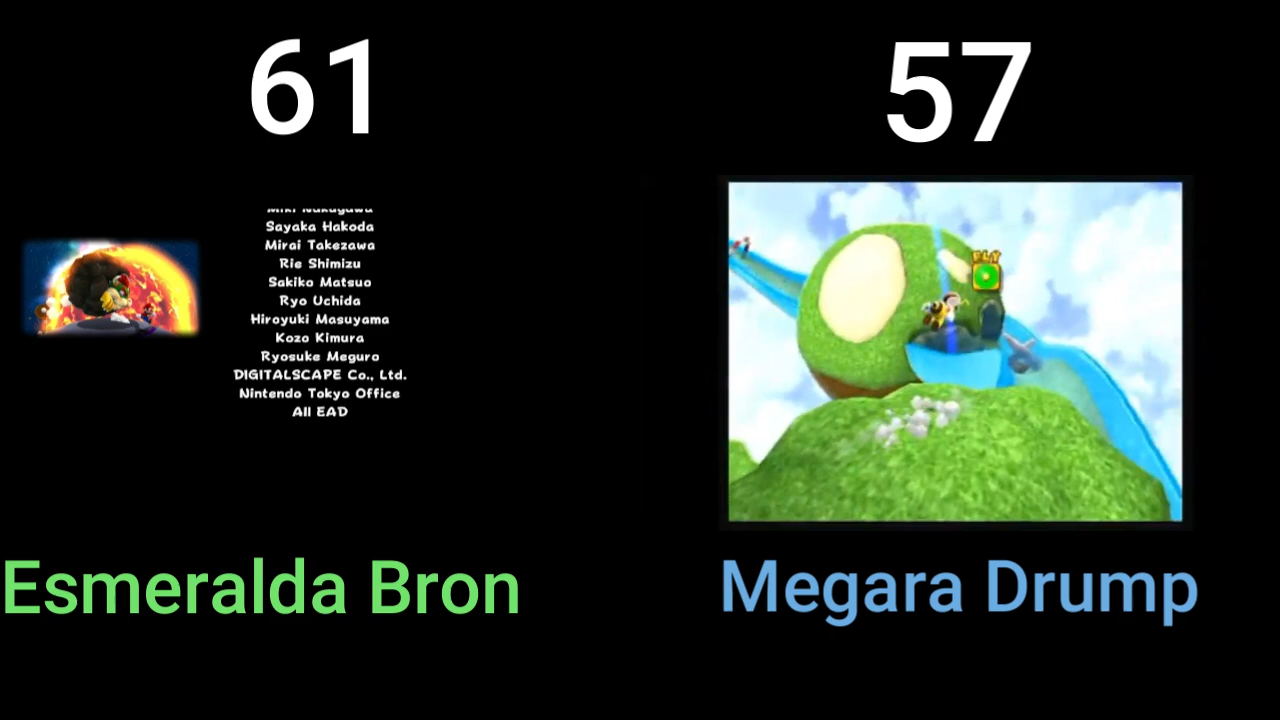 61
57
Sayaka Hakoda
Mirai Takezawa
Rie Shimizu
Sakiko Matsuo
Ryo Uchida
Hiroyuki Masuyama
Kozo Kimura
Ryosuke Meguro
DIGITALSCAPE Co., Ltd.
Nintendo Tokyo Office
All EAD
Esmeralda Bron
Megara Drump